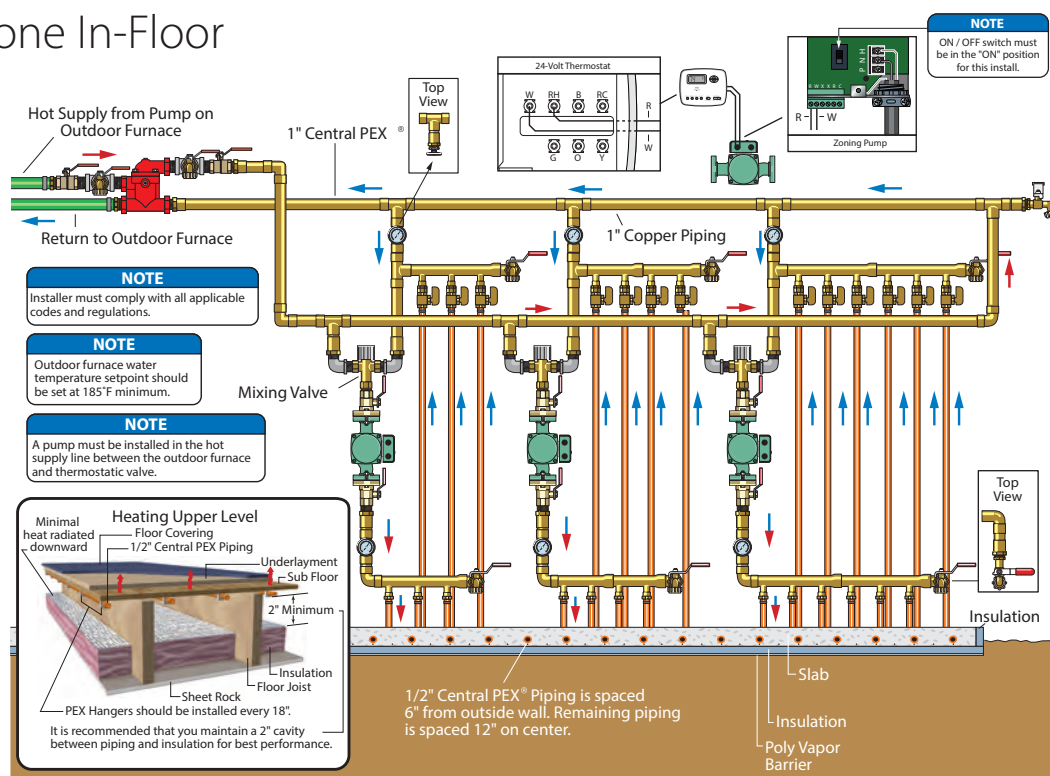 one In-Floor
NOTE
ON / OFF switch must
be in the "ON" position
for this install.
24-Volt Thermostat
W RH B RC
R
W
G O Y
H
N
P
R W X X R C
R W
Zoning Pump
Top
View
Hot Supply from Pump on
Outdoor Furnace
1" Central PEX ®
Return to Outdoor Furnace
1" Copper Piping
NOTE
Installer must comply with all applicable
codes and regulations.
NOTE
Outdoor furnace water
temperature setpoint should
be set at 185°F minimum.
NOTE
A pump must be installed in the hot
supply line between the outdoor furnace
and thermostatic valve.
Mixing Valve
Top
View
Heating Upper Level
Minimal
heat radiated
downward
Floor Covering
1/2" Central PEX Piping
Underlayment
Sub Floor
2" Minimum
Insulation
Floor Joist
Sheet Rock
PEX Hangers should be installed every 18".
It is recommended that you maintain a 2" cavity
between piping and insulation for best performance.
Insulation
Slab
1/2" Central PEX® Piping is spaced
6" from outside wall. Remaining piping
is spaced 12" on center.
Insulation
Poly Vapor
Barrier